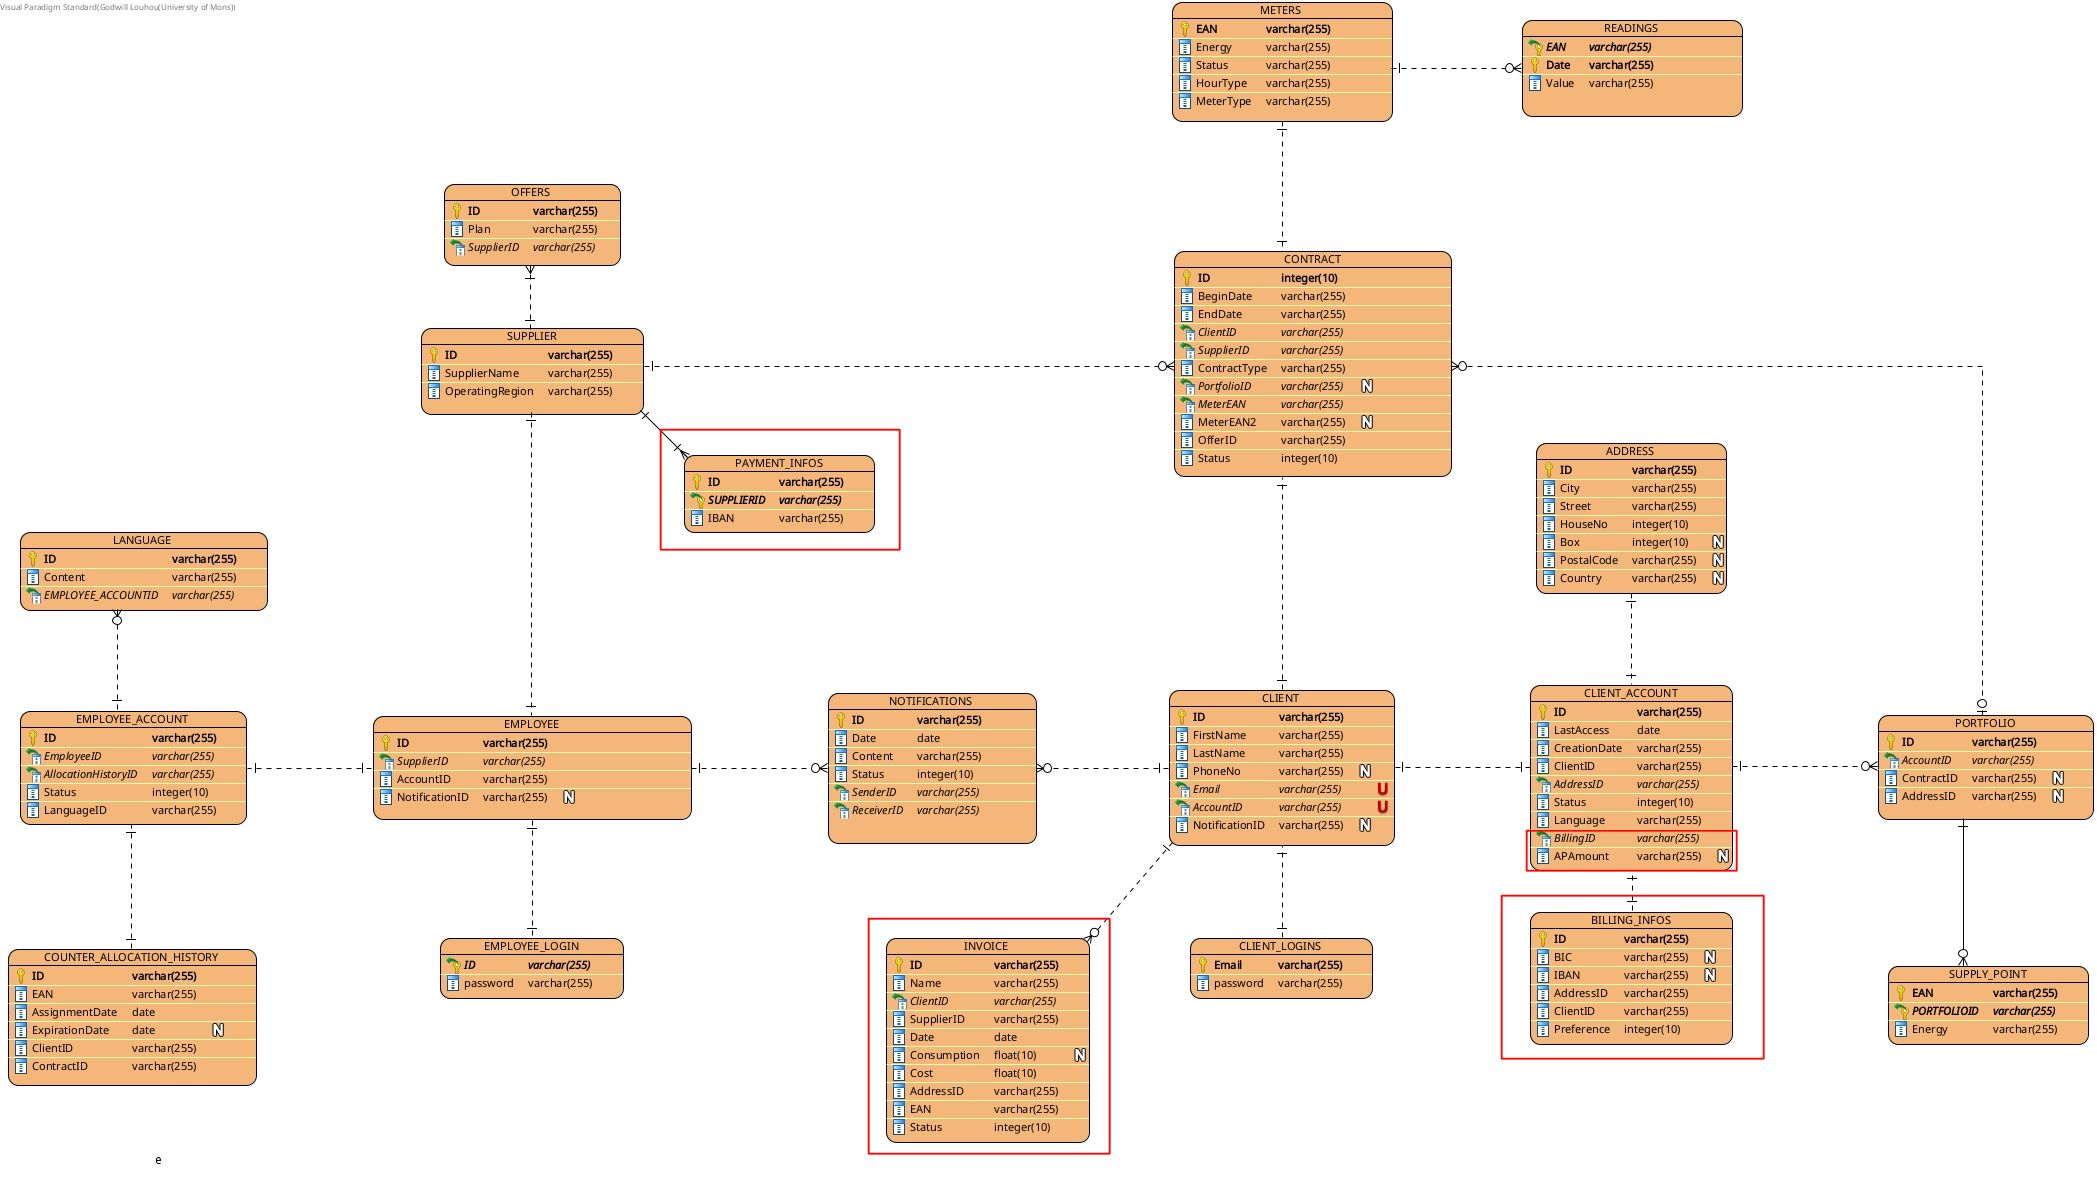 Visual Paradigm Standard(Godwill Louhou(University of Mons))
METERS
EAN varchar(255)
Energy varchar(255)
Status varchar(255)
HourType varchar(255)
MeterType varchar(255)
READINGS
EAN varchar(255)
Date varchar(255)
Value varchar(255)
OFFERS
ID varchar(255)
Plan varchar(255)
SupplierID varchar(255)
CONTRACT
ID integer(10)
BeginDate varchar(255)
EndDate varchar(255)
ClientID varchar(255)
SupplierID varchar(255)
ContractType varchar(255)
PortfolioID varchar(255) N
MeterEAN varchar(255)
MeterEAN2 varchar(255) N
OfferID varchar(255)
Status integer(10)
SUPPLIER
ID varchar(255)
SupplierName varchar(255)
OperatingRegion varchar(255)
PAYMENT_INFOS
ID varchar(255)
SUPPLIERID varchar(255)
IBAN varchar(255)
ADDRESS
ID varchar(255)
City varchar(255)
Street varchar(255)
HouseNo integer(10)
Box integer(10) N
PostalCode varchar(255) N
Country varchar(255) N
LANGUAGE
ID varchar(255)
Content varchar(255)
EMPLOYEE_ACCOUNTID varchar(255)
EMPLOYEE_ACCOUNT
ID varchar(255)
EmployeeID varchar(255)
AllocationHistoryID varchar(255)
Status integer(10)
LanguageID varchar(255)
EMPLOYEE
ID varchar(255)
SupplierID varchar(255)
AccountID varchar(255)
NotificationID varchar(255) N
NOTIFICATIONS
ID varchar(255)
Date date
Content varchar(255)
Status integer(10)
SenderID varchar(255)
ReceiverID varchar(255)
CLIENT
ID varchar(255)
FirstName varchar(255)
LastName varchar(255)
PhoneNo varchar(255) N
Email varchar(255) U
AccountID varchar(255) U
NotificationID varchar(255) N
CLIENT_ACCOUNT
ID varchar(255)
LastAccess date
CreationDate varchar(255)
ClientID varchar(255)
AddressID varchar(255)
Status integer(10)
Language varchar(255)
BillingID varchar(255)
APAmount varchar(255) N
PORTFOLIO
ID varchar(255)
AccountID varchar(255)
ContractID varchar(255) N
AddressID varchar(255) N
COUNTER_ALLOCATION_HISTORY
ID varchar(255)
EAN varchar(255)
AssignmentDate date
ExpirationDate date N
ClientID varchar(255)
ContractID varchar(255)
EMPLOYEE_LOGIN
ID varchar(255)
password varchar(255)
INVOICE
ID varchar(255)
Name varchar(255)
ClientID varchar(255)
SupplierID varchar(255)
Date date
Consumption float(10) N
Cost float(10)
AddressID varchar(255)
EAN varchar(255)
Status integer(10)
CLIENT_LOGINS
Email varchar(255)
password varchar(255)
BILLING_INFOS
ID varchar(255)
BIC varchar(255) N
IBAN varchar(255) N
AddressID varchar(255)
ClientID varchar(255)
Preference integer(10)
SUPPLY_POINT
EAN varchar(255)
PORTFOLIOID varchar(255)
Energy varchar(255)
e